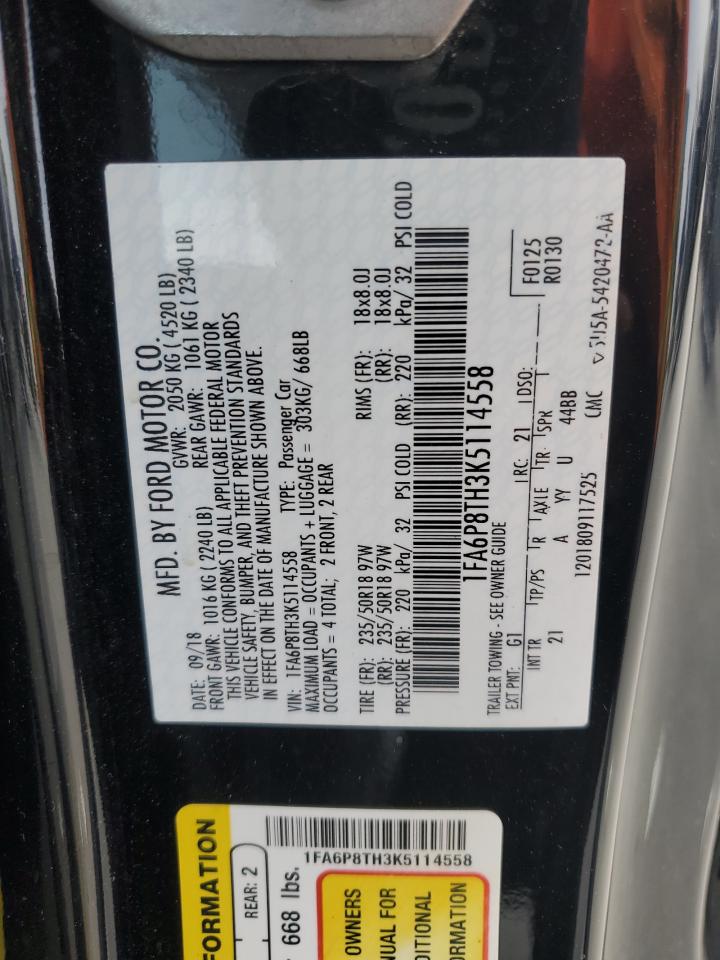 MFD. BY FORD MOTOR CO.
DATE: 09/18 GVWR: 2050 KG ( 4520 LB)
FRONT GAWR: 1016 KG ( 2240 LB) REAR GAWR: 1061 KG ( 2340 LB)
THIS VEHICLE CONFORMS TO ALL APPLICABLE FEDERAL MOTOR
VEHICLE SAFETY, BUMPER, AND THEFT PREVENTION STANDARDS
IN EFFECT ON THE DATE OF MANUFACTURE SHOWN ABOVE.
VIN: 1FA6P8TH3K5114558 TYPE: Passenger Car
MAXIMUM LOAD = OCCUPANTS + LUGGAGE = 303KG/ 668LB
OCCUPANTS = 4 TOTAL; 2 FRONT, 2 REAR
TIRE (FR): 235/50R18 97W RIMS (FR): 18x8.0J
(RR): 235/50R18 97W (RR): 18x8.0J
PRESSURE (FR): 220 kPa/ 32 PSI COLD (RR): 220 kPa/ 32 PSI COLD
1FA6P8TH3K5114558
TRAILER TOWING - SEE OWNER GUIDE
EXT PNT: G1 RC: 21 DSO: F0125
R0130
INT TR TP/PS R AXLE TR SPR
21 A YY U 44BB
1201809117525 CMC
FORMATION
REAR: 2
1FA6P8TH3K5114558
668 lbs.
OWNERS
NUAL FOR
DITIONAL
ORMATION